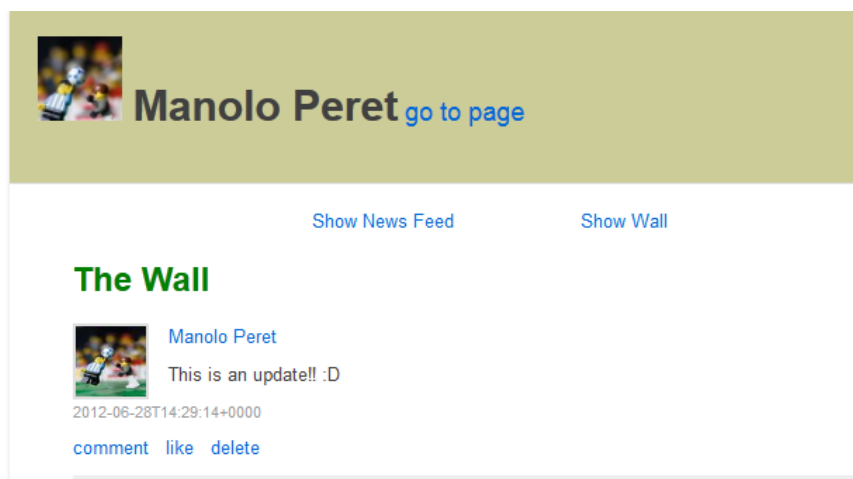 Manolo Peret go to page
Show News Feed Show Wall
The Wall
Manolo Peret
This is an update!! :D
2012-06-28T14:29:14+0000
comment like delete